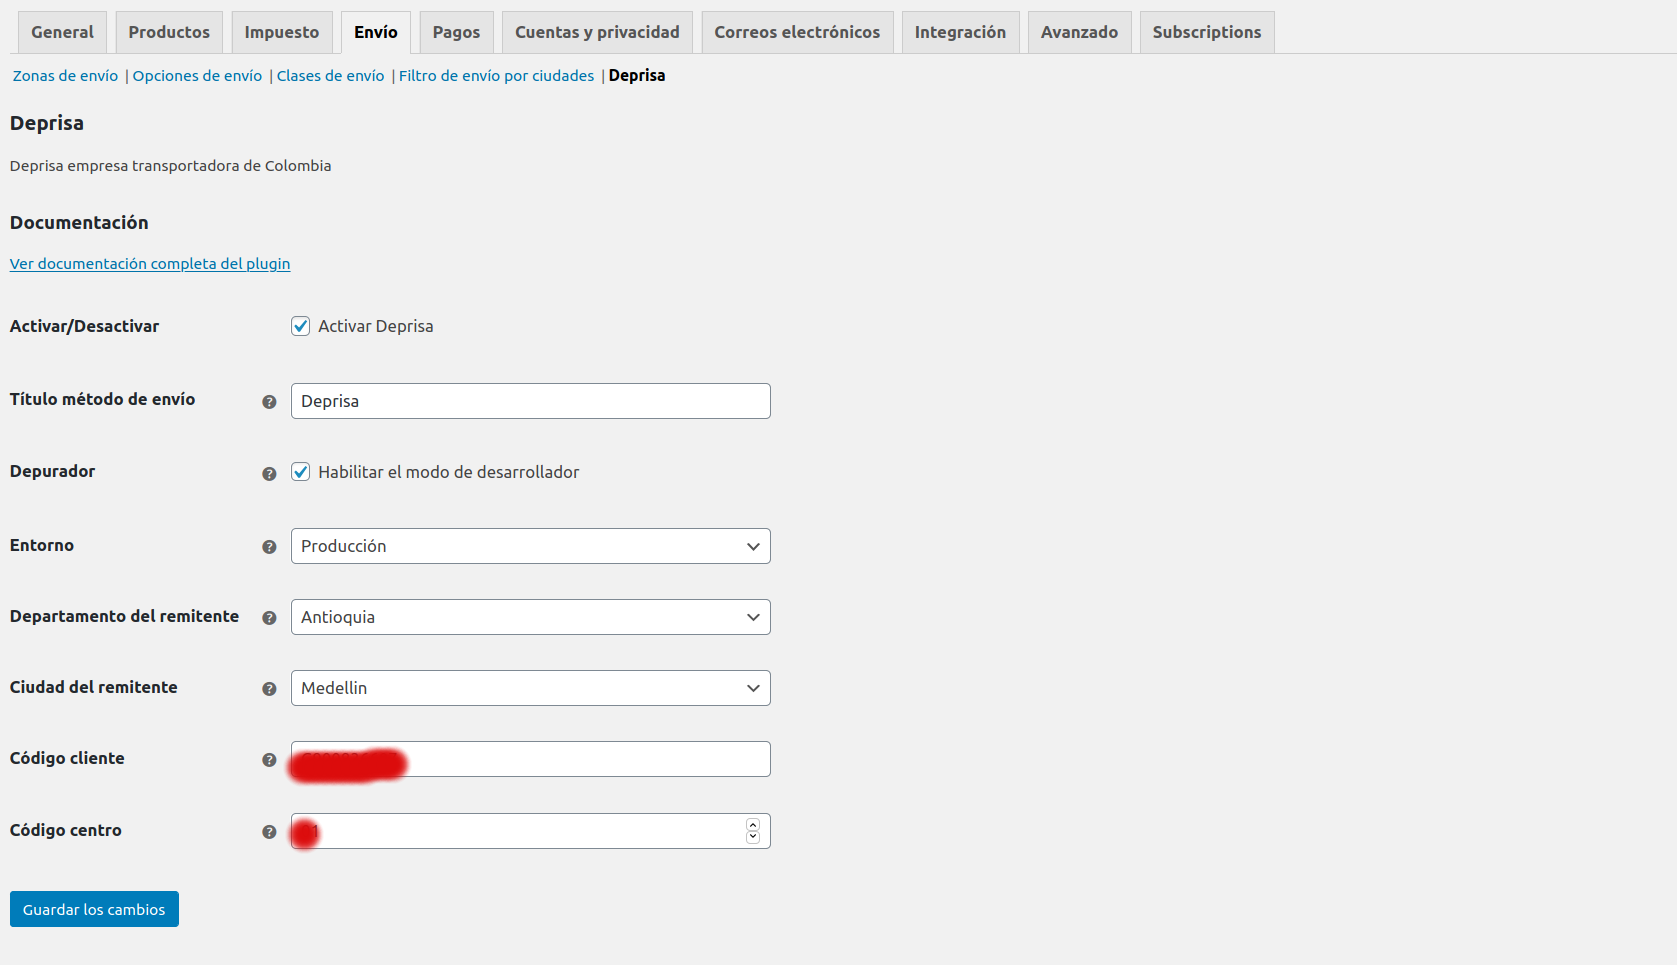 General Productos Impuesto Envío Pagos Cuentas y privacidad Correos electrónicos Integración Avanzado Subscriptions
Zonas de envío | Opciones de envío | Clases de envío | Filtro de envío por ciudades | Deprisa
Deprisa
Deprisa empresa transportadora de Colombia
Documentación
Ver documentación completa del plugin
Activar/Desactivar Activar Deprisa
Título método de envío ? Deprisa
Depurador ? Habilitar el modo de desarrollador
Entorno ? Producción
Departamento del remitente ? Antioquia
Ciudad del remitente ? Medellin
Código cliente ?
Código centro ?
Guardar los cambios